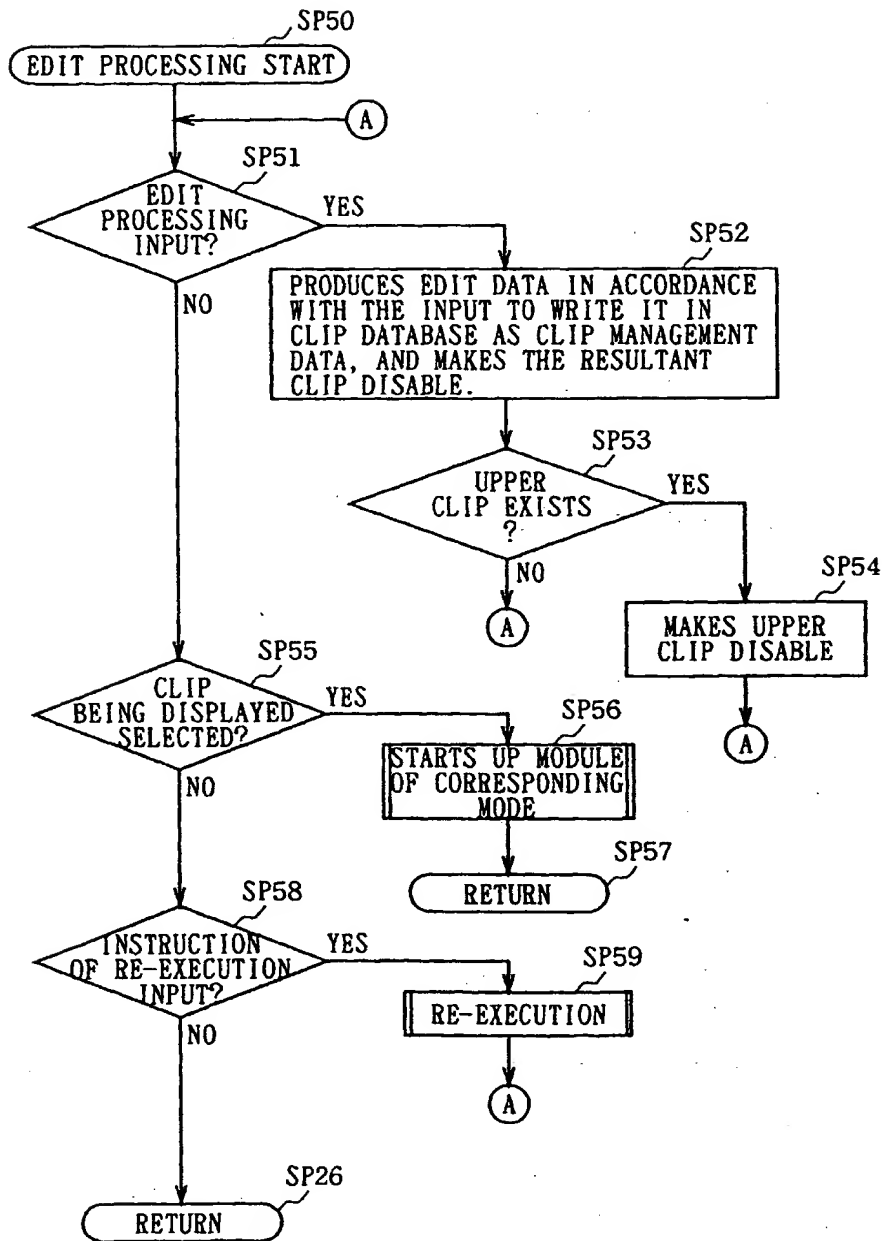 SP50
EDIT PROCESSING START
A
SP51
EDIT
PROCESSING
INPUT?
YES
NO
SP52
PRODUCES EDIT DATA IN ACCORDANCE
WITH THE INPUT TO WRITE IT IN
CLIP DATABASE AS CLIP MANAGEMENT
DATA, AND MAKES THE RESULTANT
CLIP DISABLE.
SP53
UPPER
CLIP EXISTS
?
YES
NO
A
SP54
MAKES UPPER
CLIP DISABLE
A
SP55
CLIP
BEING DISPLAYED
SELECTED?
YES
NO
SP56
STARTS UP MODULE
OF CORRESPONDING
MODE
SP57
RETURN
SP58
INSTRUCTION
OF RE-EXECUTION
INPUT?
YES
NO
SP59
RE-EXECUTION
A
SP26
RETURN